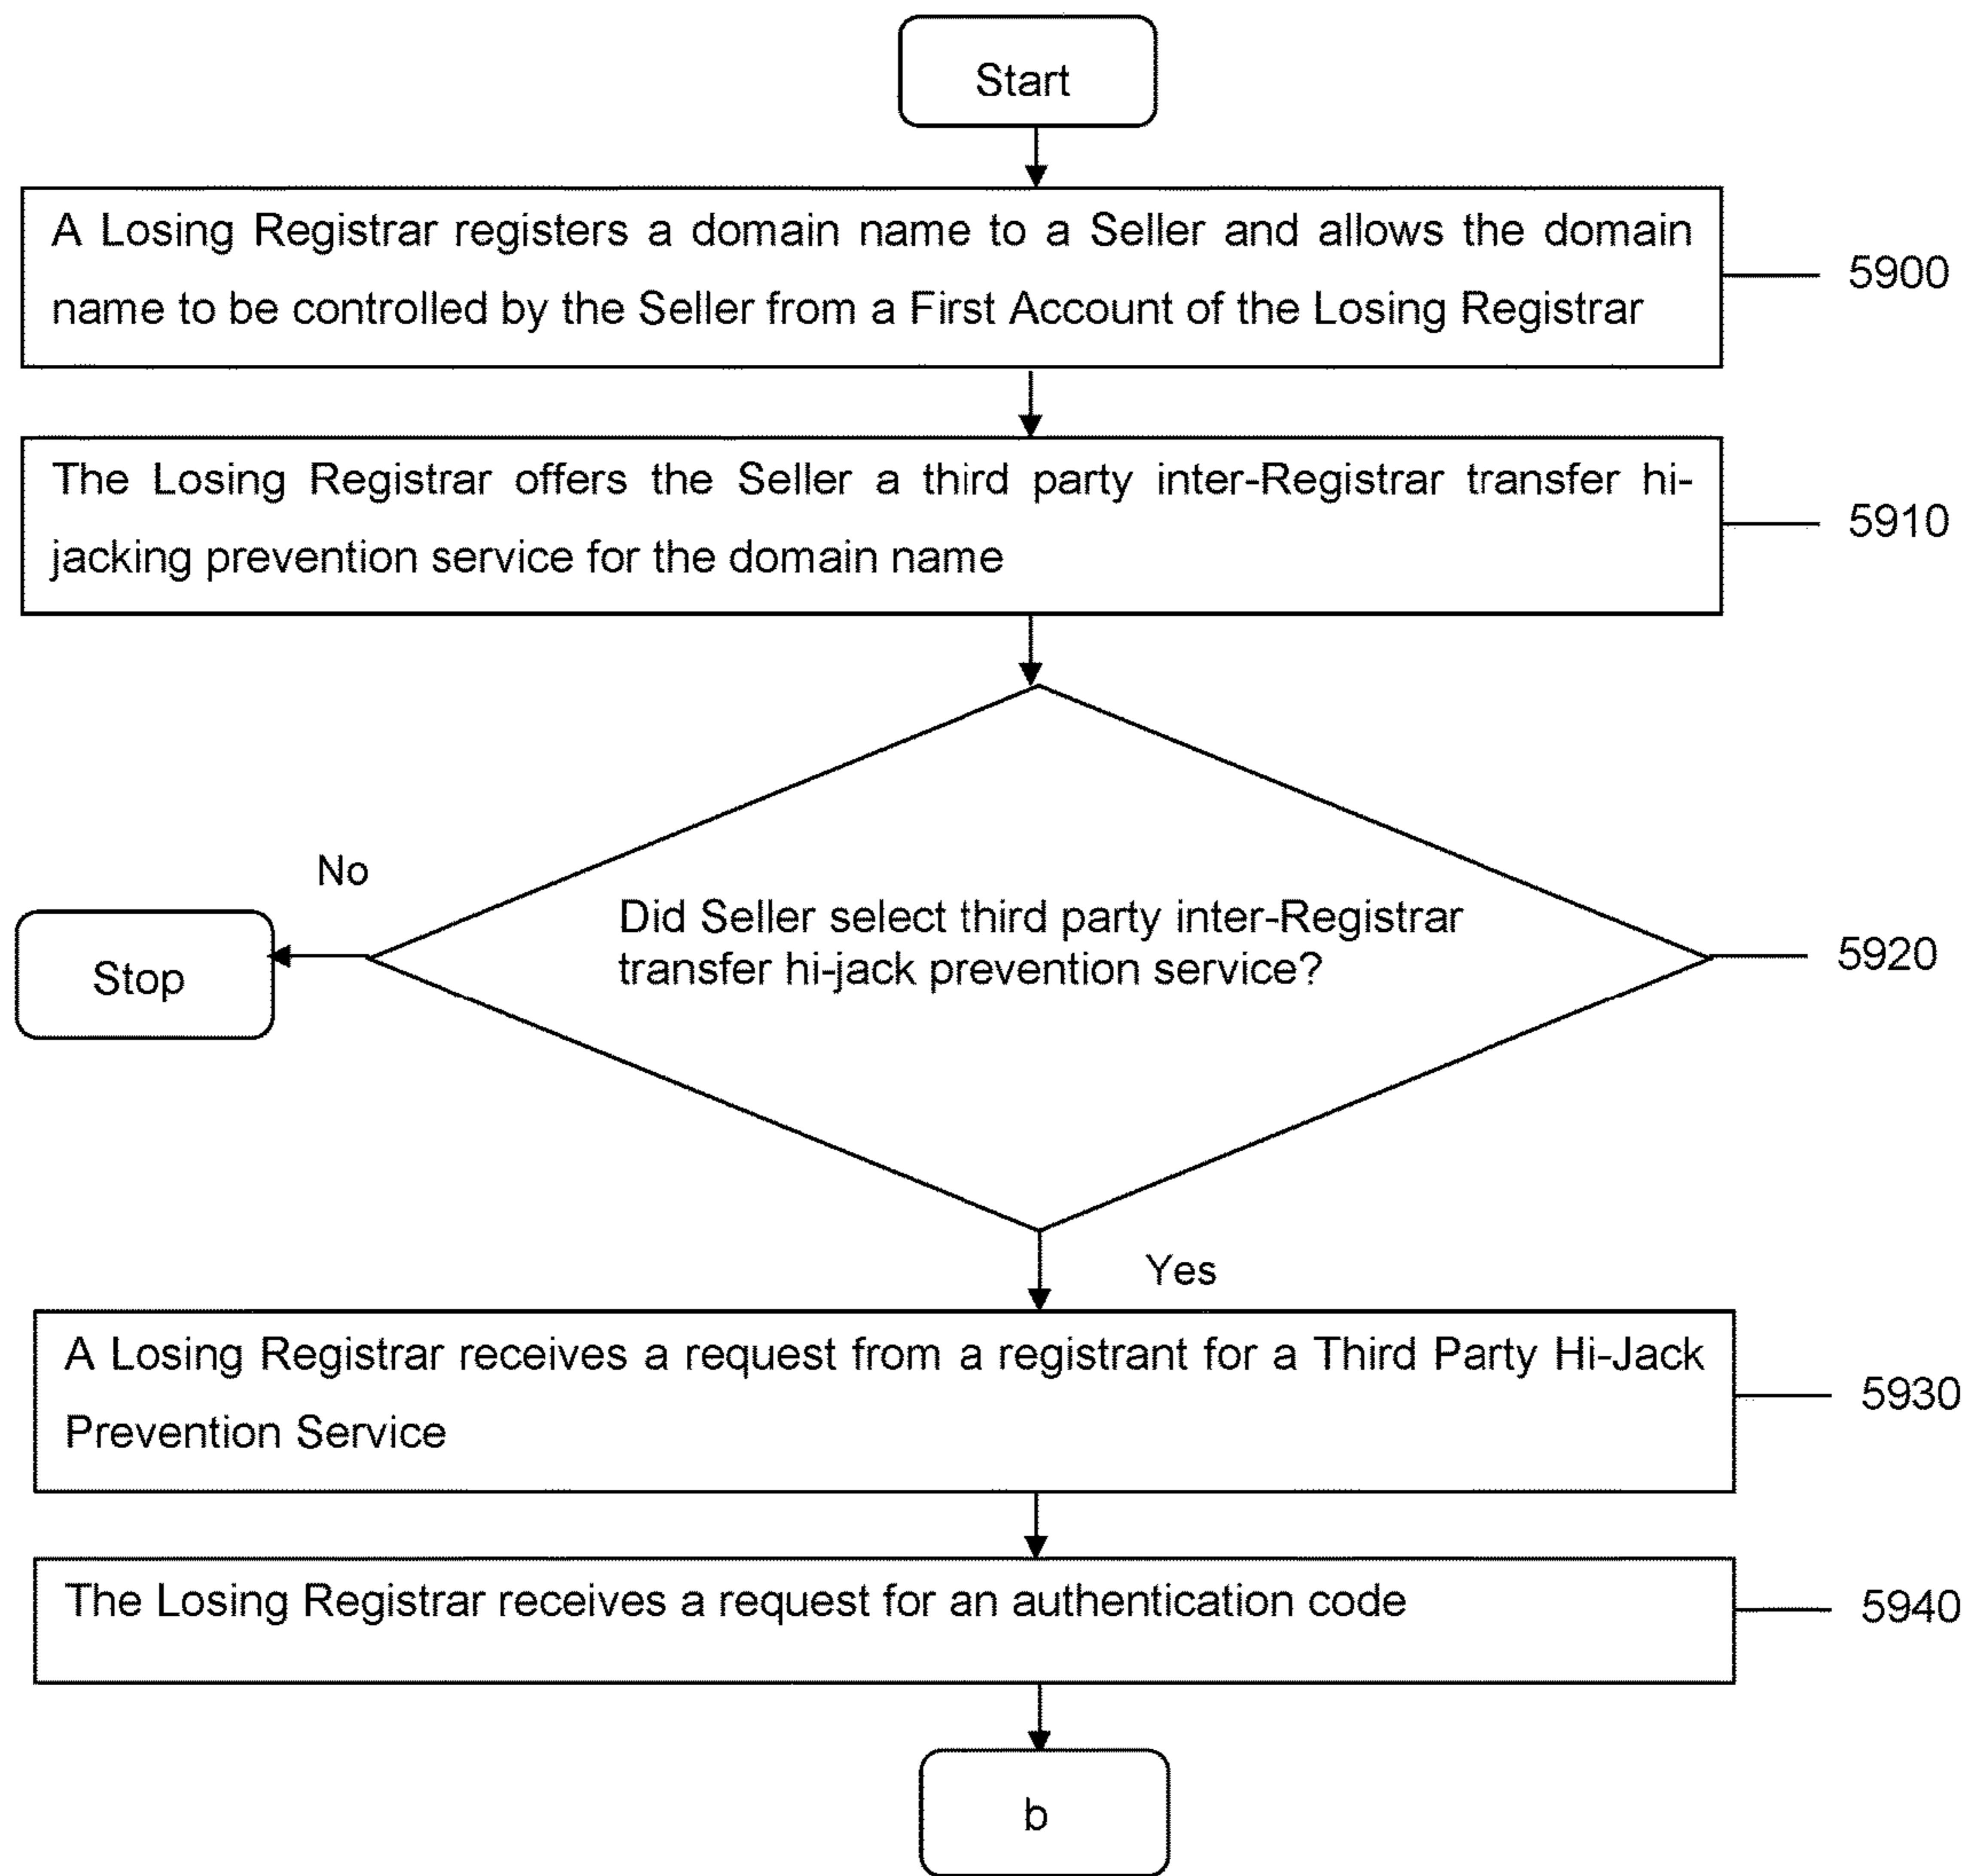 Start
A Losing Registrar registers a domain name to a Seller and allows the domain
name to be controlled by the Seller from a First Account of the Losing Registrar
5900
The Losing Registrar offers the Seller a third party inter-Registrar transfer hi-
jacking prevention service for the domain name
5910
No
Did Seller select third party inter-Registrar
transfer hi-jack prevention service?
5920
Stop
Yes
A Losing Registrar receives a request from a registrant for a Third Party Hi-Jack
Prevention Service
5930
The Losing Registrar receives a request for an authentication code
5940
b